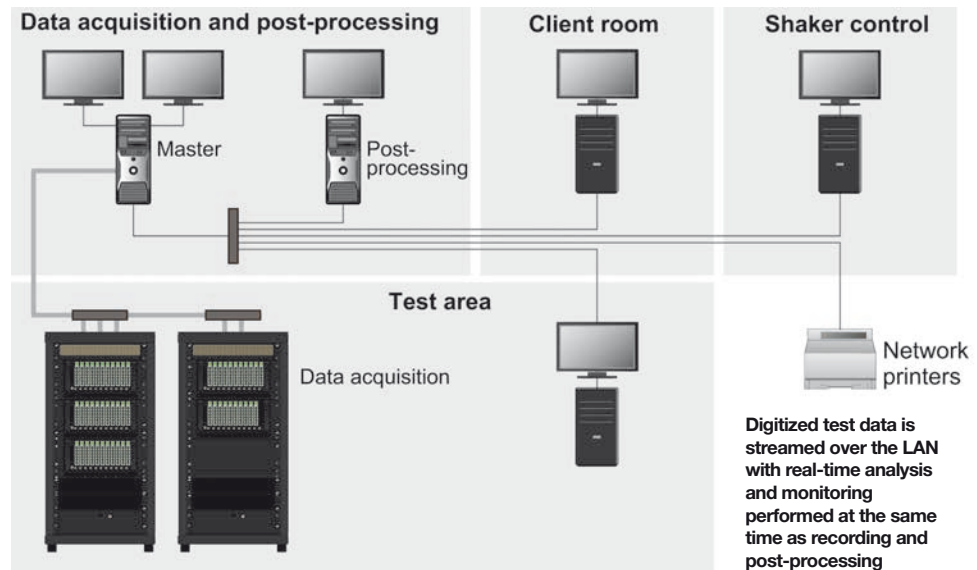 Data acquisition and post-processing
Client room
Shaker control
Master
Post-
processing
Test area
Data acquisition
Network
printers
Digitized test data is
streamed over the LAN
with real-time analysis
and monitoring
performed at the same
time as recording and
post-processing